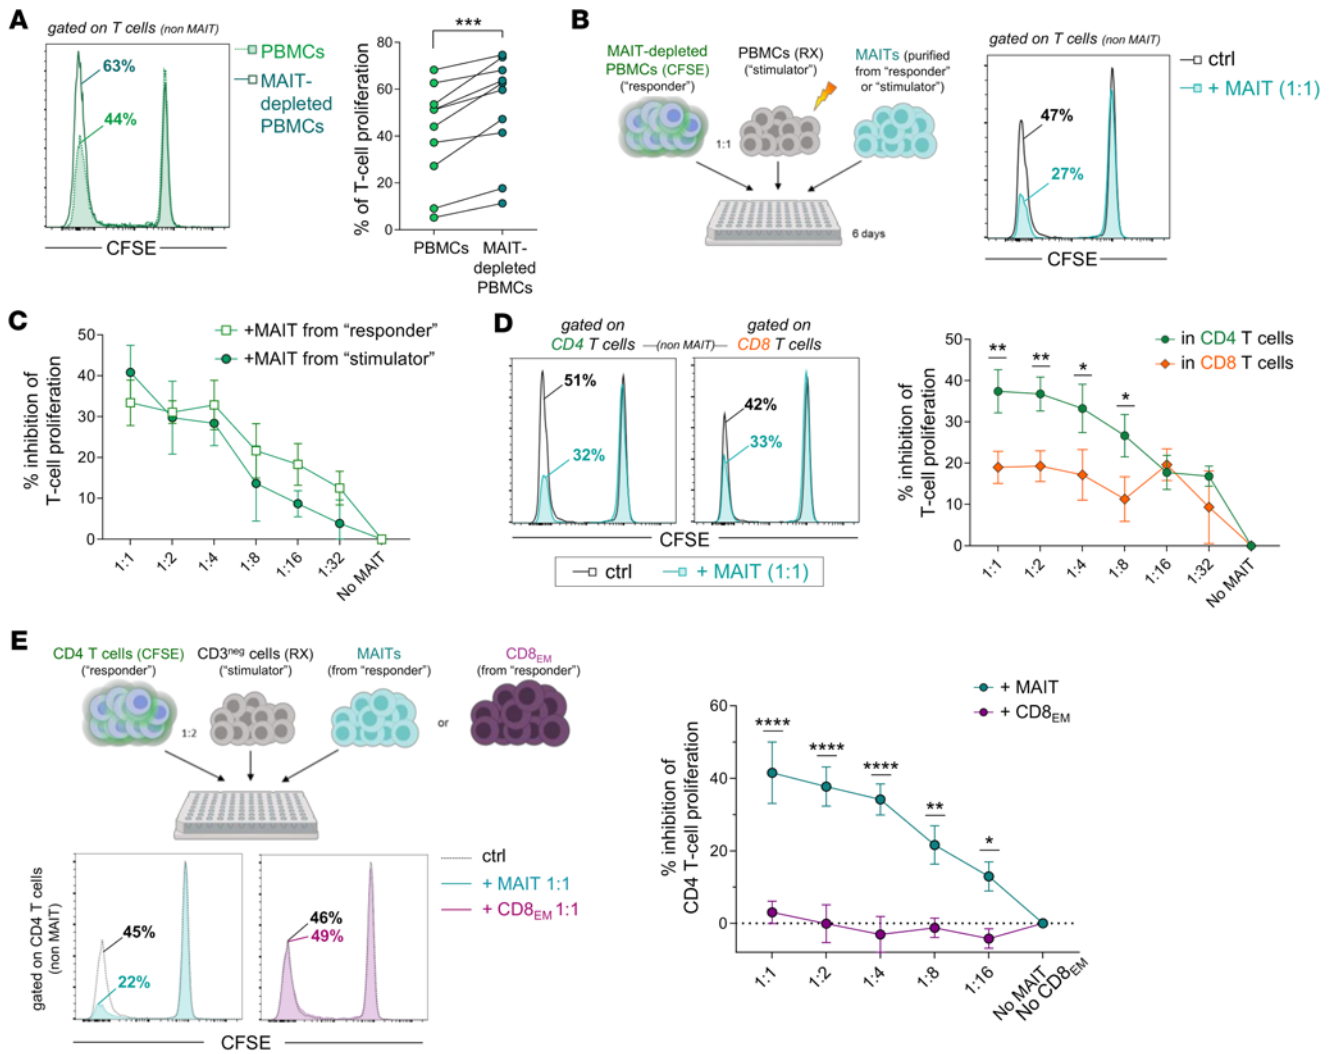 A
gated on T cells (non MAIT)
63%
44%
PBMCs
MAIT-
depleted
PBMCs
CFSE
***
% of T-cell proliferation
80
60
40
20
0
PBMCs
MAIT-
depleted
PBMCs
B
MAIT-depleted
PBMCs (CFSE)
("responder")
PBMCs (RX)
("stimulator")
MAITs (purified
from "responder"
or "stimulator")
1:1
6 days
gated on T cells (non MAIT)
47%
27%
ctrl
+ MAIT (1:1)
CFSE
C
+MAIT from "responder"
+MAIT from "stimulator"
% inhibition of
T-cell proliferation
50
40
30
20
10
0
1:1
1:2
1:4
1:8
1:16
1:32
No MAIT
D
gated on
CD4 T cells
(non MAIT)
gated on
CD8 T cells
51%
32%
42%
33%
CFSE
ctrl
+ MAIT (1:1)
in CD4 T cells
in CD8 T cells
% inhibition of
T-cell proliferation
50
40
30
20
10
0
**
**
*
*
1:1
1:2
1:4
1:8
1:16
1:32
No MAIT
E
CD4 T cells (CFSE)
("responder")
CD3neg cells (RX)
("stimulator")
MAITs
(from "responder")
CD8EM
(from "responder")
1:2
or
gated on CD4 T cells
(non MAIT)
45%
22%
46%
49%
ctrl
+ MAIT 1:1
+ CD8EM 1:1
CFSE
+ MAIT
+ CD8EM
% inhibition of
CD4 T-cell proliferation
60
40
20
0
****
****
****
**
*
1:1
1:2
1:4
1:8
1:16
No MAIT
No CD8EM